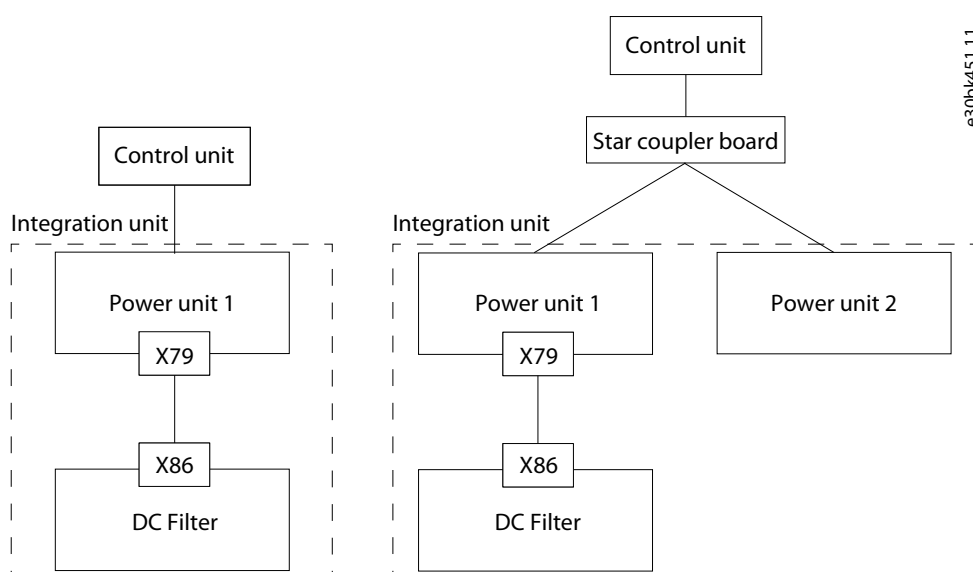 Control unit
e30bk451.11
Star coupler board
Control unit
Integration unit
Integration unit
Power unit 1
Power unit 1
Power unit 2
X79
X79
X86
X86
DC Filter
DC Filter